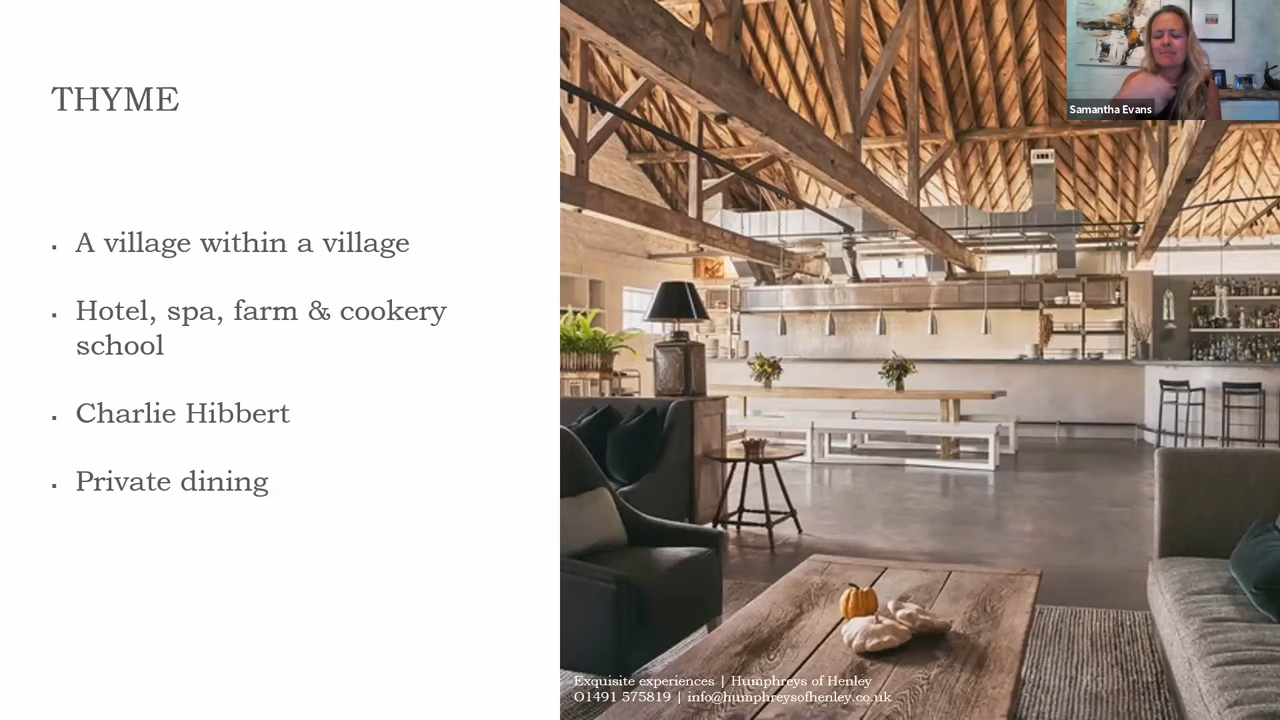 THYME
Samantha Evans
▪ A village within a village
▪ Hotel, spa, farm & cookery
school
▪ Charlie Hibbert
▪ Private dining
Exquisite experiences | Humphreys of Henley
O1491 575819 | info@humphreysofhenley.co.uk